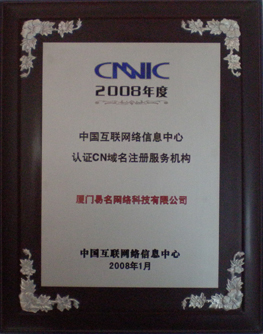 CNNIC
2008年度
中国互联网络信息中心
认证CN域名注册服务机构
厦门易名网络科技有限公司
中国互联网络信息中心
2008年1月